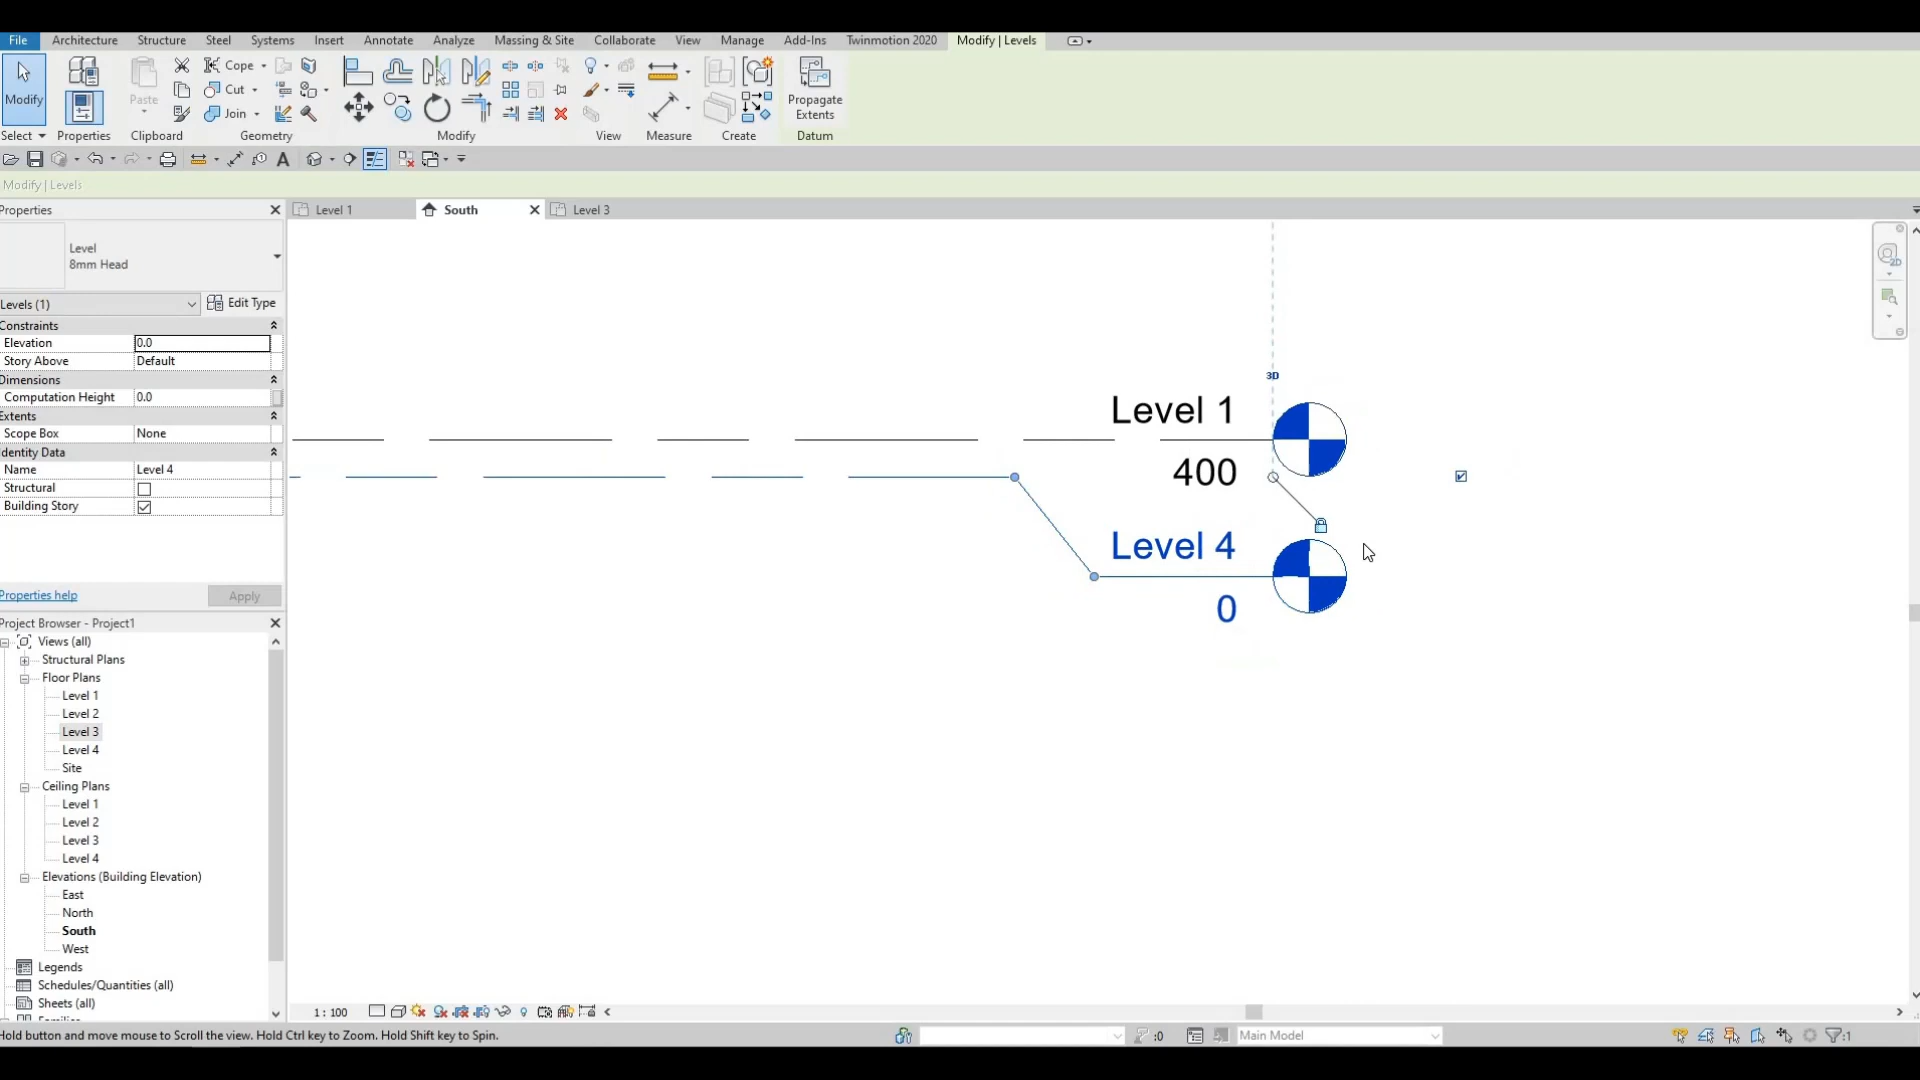 File Architecture Structure Steel Systems Insert Annotate Analyze Massing & Site Collaborate View Manage Add-Ins Twinmotion 2020 Modify | Levels
Modify
Paste
Cope
Cut
Join
Propagate
Extents
Select Properties Clipboard Geometry Modify View Measure Create Datum
Modify | Levels
Properties
Level 1
South
Level 3
Level
8mm Head
Levels (1)
Edit Type
Constraints
Elevation 0.0
Story Above Default
Dimensions
Computation Height 0.0
Extents
Scope Box None
Identity Data
Name Level 4
Structural
Building Story
Properties help
Apply
Project Browser - Project1
Views (all)
Structural Plans
Floor Plans
Level 1
Level 2
Level 3
Level 4
Site
Ceiling Plans
Level 1
Level 2
Level 3
Level 4
Elevations (Building Elevation)
East
North
South
West
Legends
Schedules/Quantities (all)
Sheets (all)
2D
3D
Level 1
400
Level 4
0
1 : 100
Hold button and move mouse to Scroll the view. Hold Ctrl key to Zoom. Hold Shift key to Spin.
:0
Main Model
:1